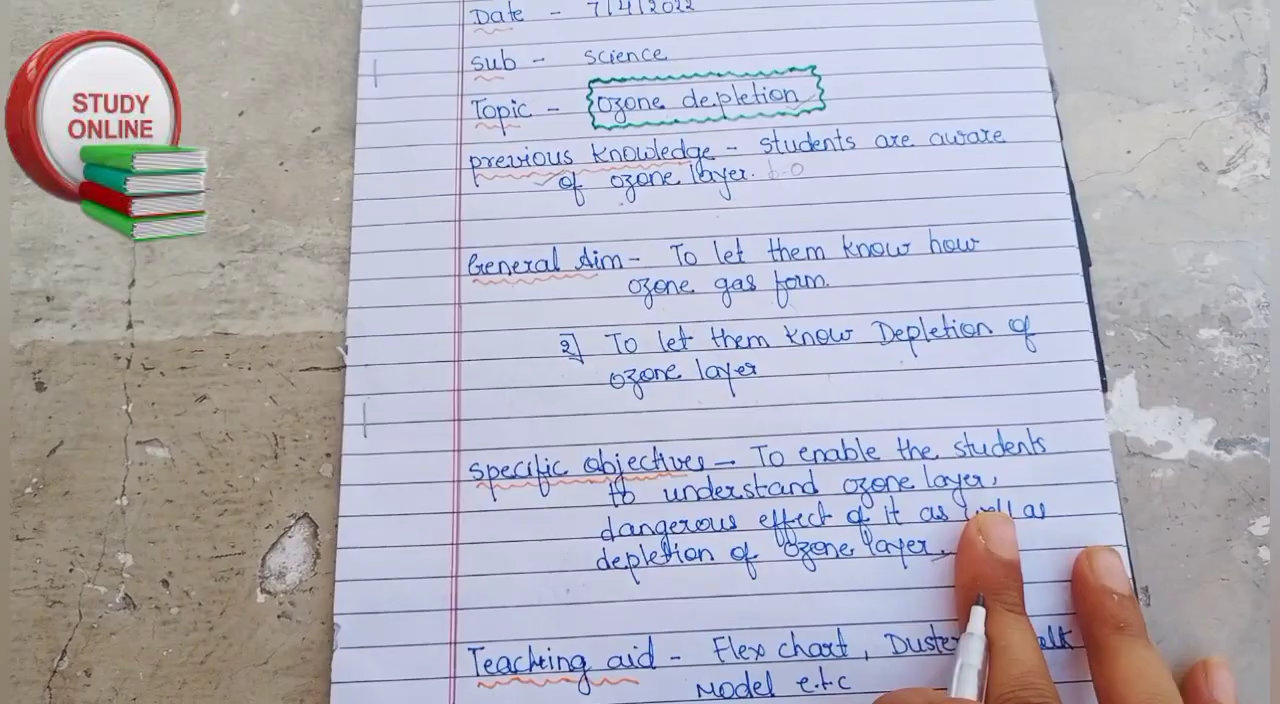 STUDY
ONLINE
Date - 7/4/2022
Sub - Science
Topic - Ozone depletion
previous knowledge - students are aware
of ozone layer.
General Aim - To let them know how
ozone gas form.
2] To let them know Depletion of
ozone layer
specific objectives - To enable the students
to understand ozone layer,
dangerous effect of it as well as
depletion of ozone layer.
Teaching aid - Flex chart, Duster
Model etc